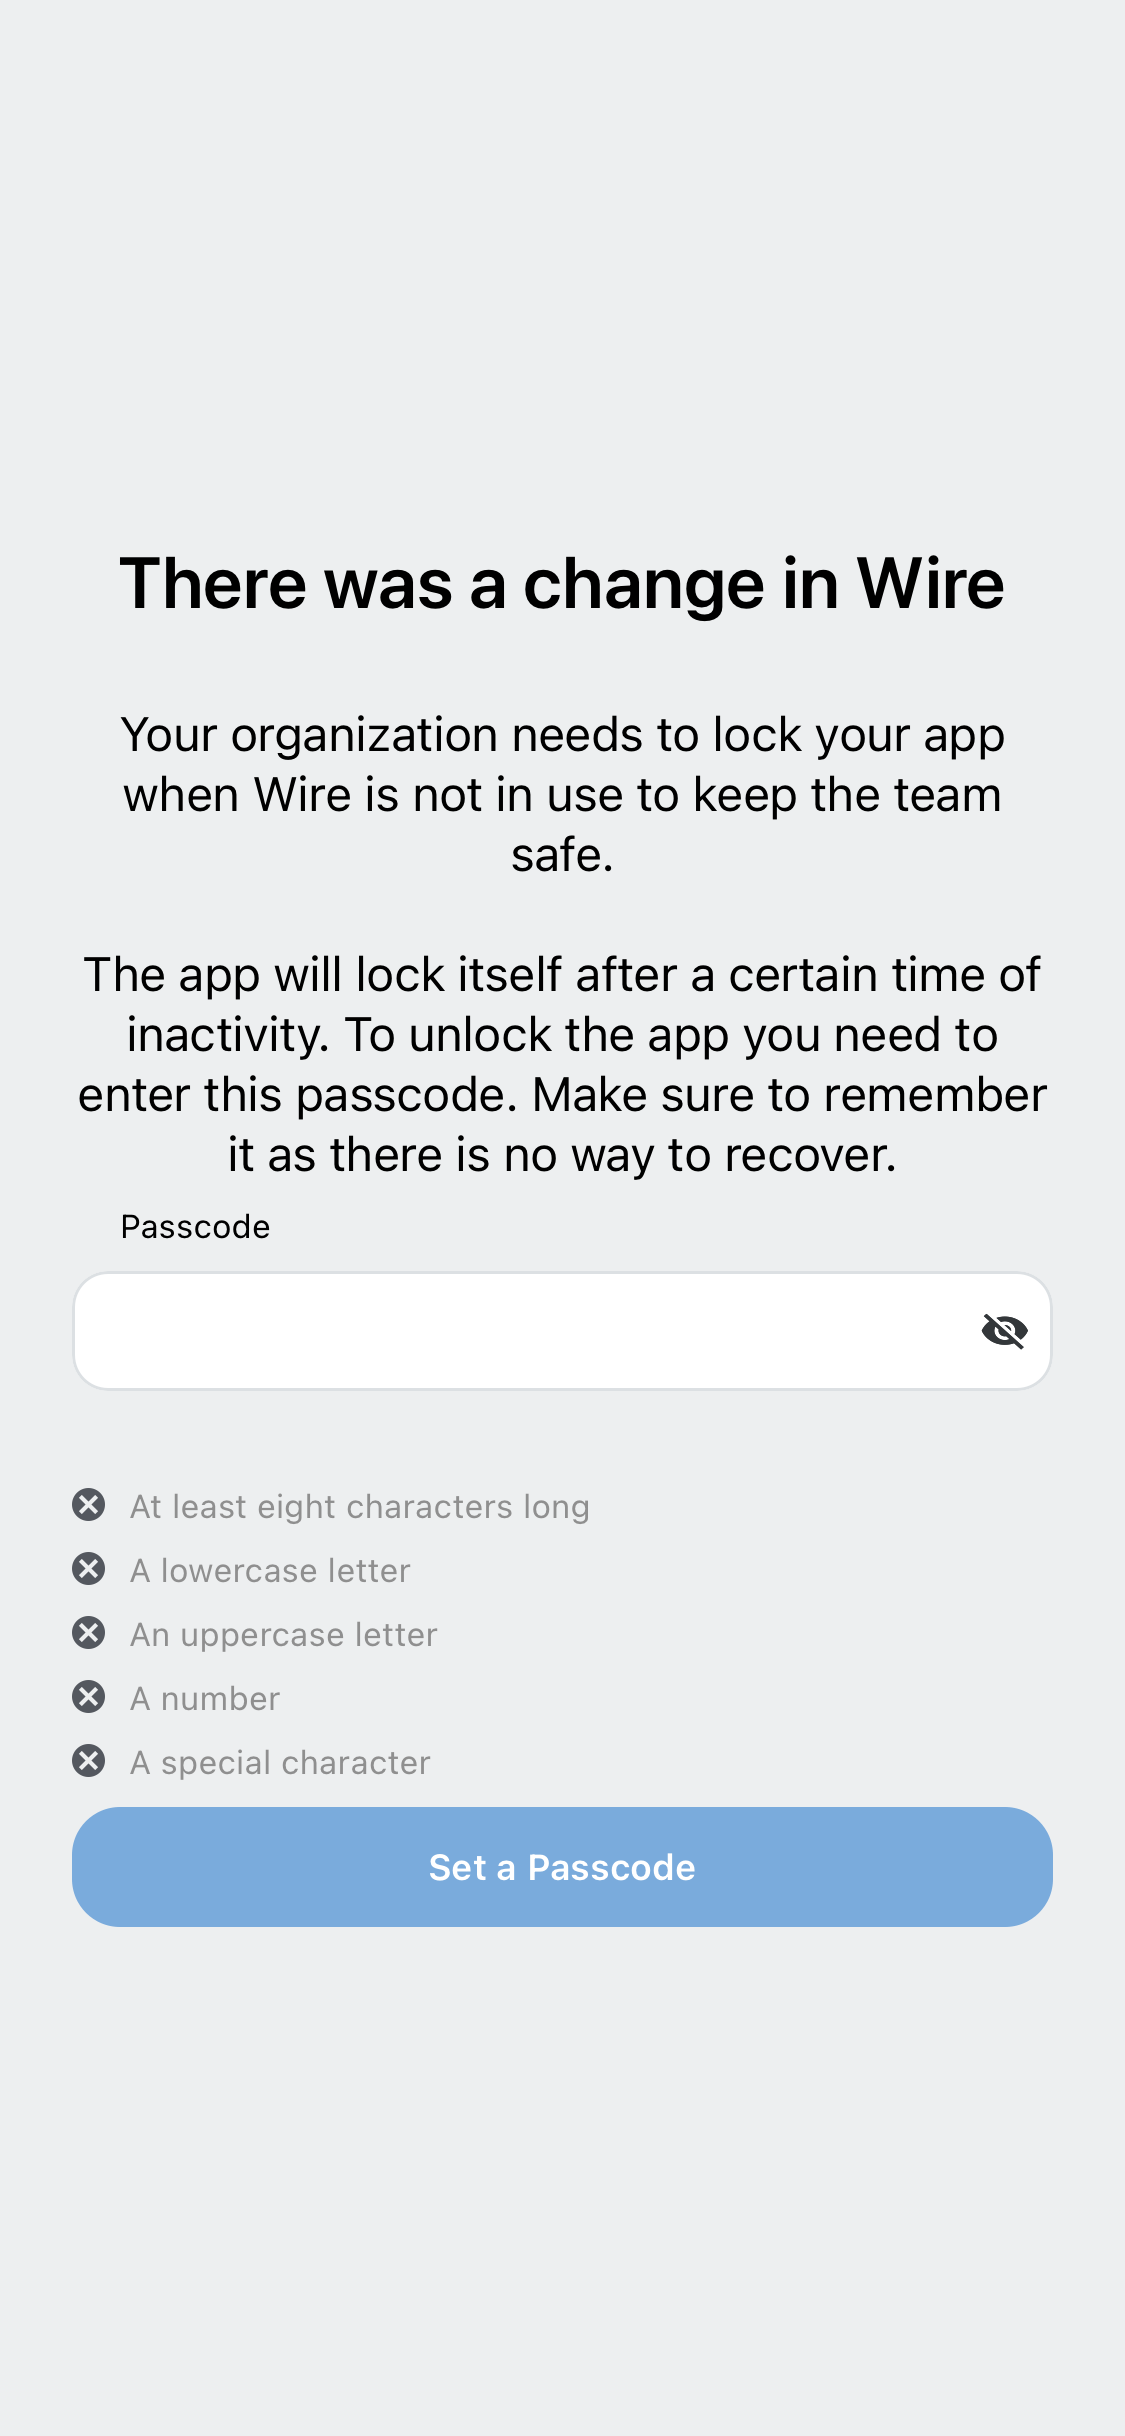 There was a change in Wire
Your organization needs to lock your app
when Wire is not in use to keep the team
safe.
The app will lock itself after a certain time of
inactivity. To unlock the app you need to
enter this passcode. Make sure to remember
it as there is no way to recover.
Passcode
At least eight characters long
A lowercase letter
An uppercase letter
A number
A special character
Set a Passcode